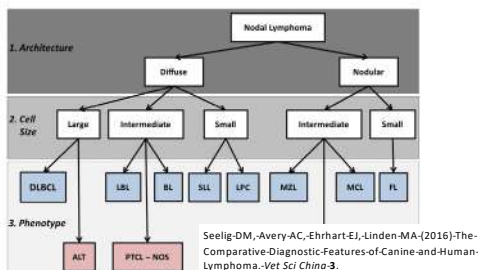 Nodal Lymphoma
1. Architecture
Diffuse
Nodular
2. Cell
Size
Large
Intermediate
Small
Intermediate
Small
DLBCL
LBL
BL
SLL
LPC
MZL
MCL
FL
3. Phenotype
ALT
PTCL – NOS
Seelig-DM,-Avery-AC,-Ehrhart-EJ,-Linden-MA-(2016)-The-
Comparative-Diagnostic-Features-of-Canine-and-Human-
Lymphoma.-Vet Sci China-3.